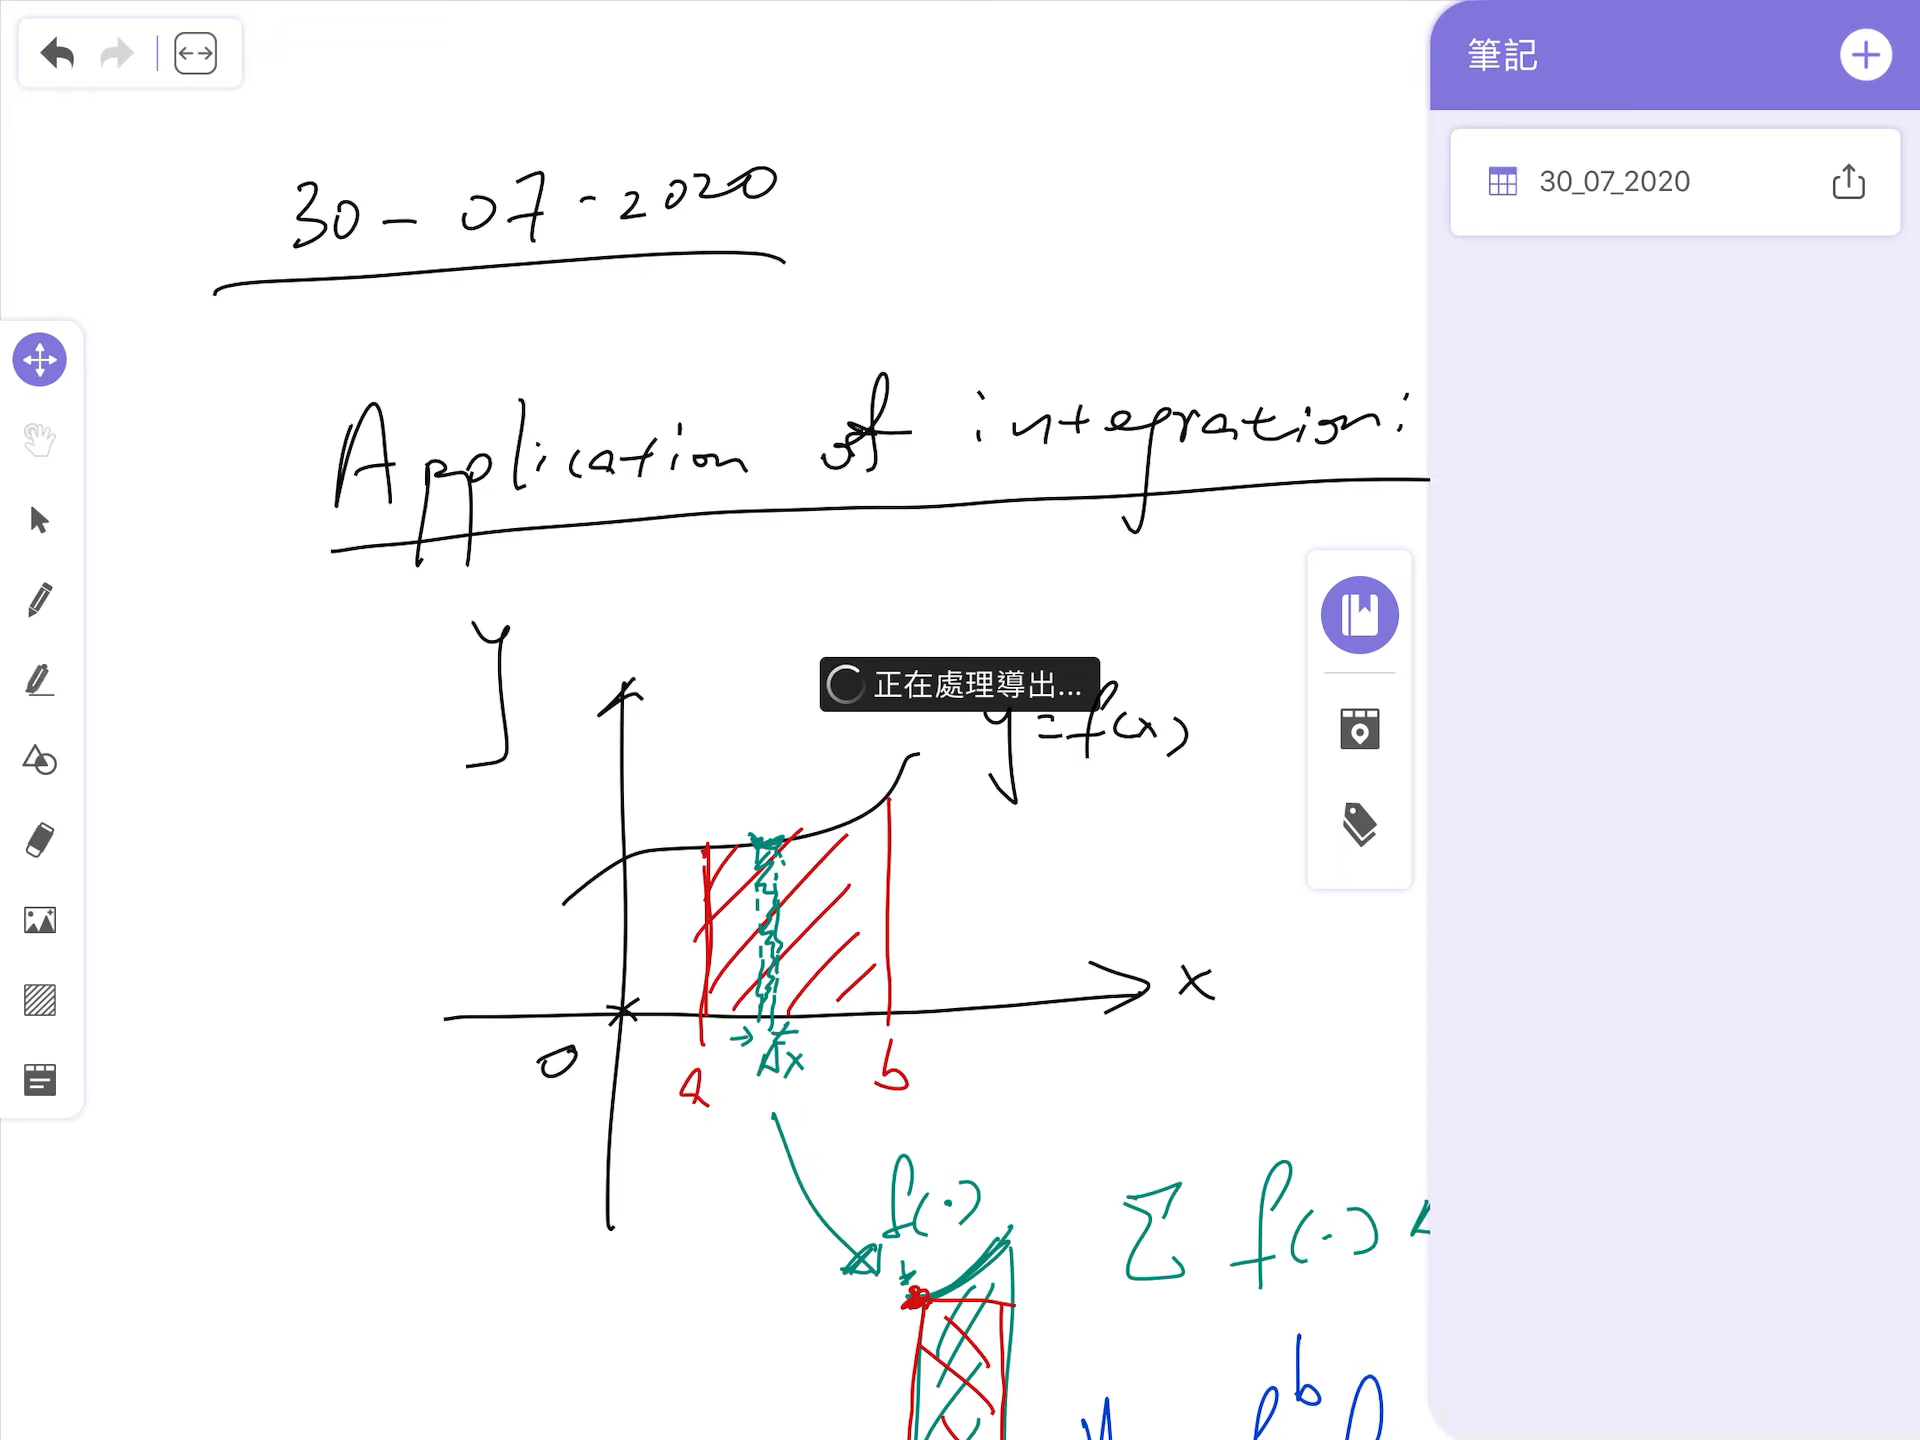 筆記
30_07_2020
30 - 07 - 2020
Application of integration:
正在處理導出...
y
y = f(x)
x
0
a
Δx
b
f(·)
Σ f(·)
b